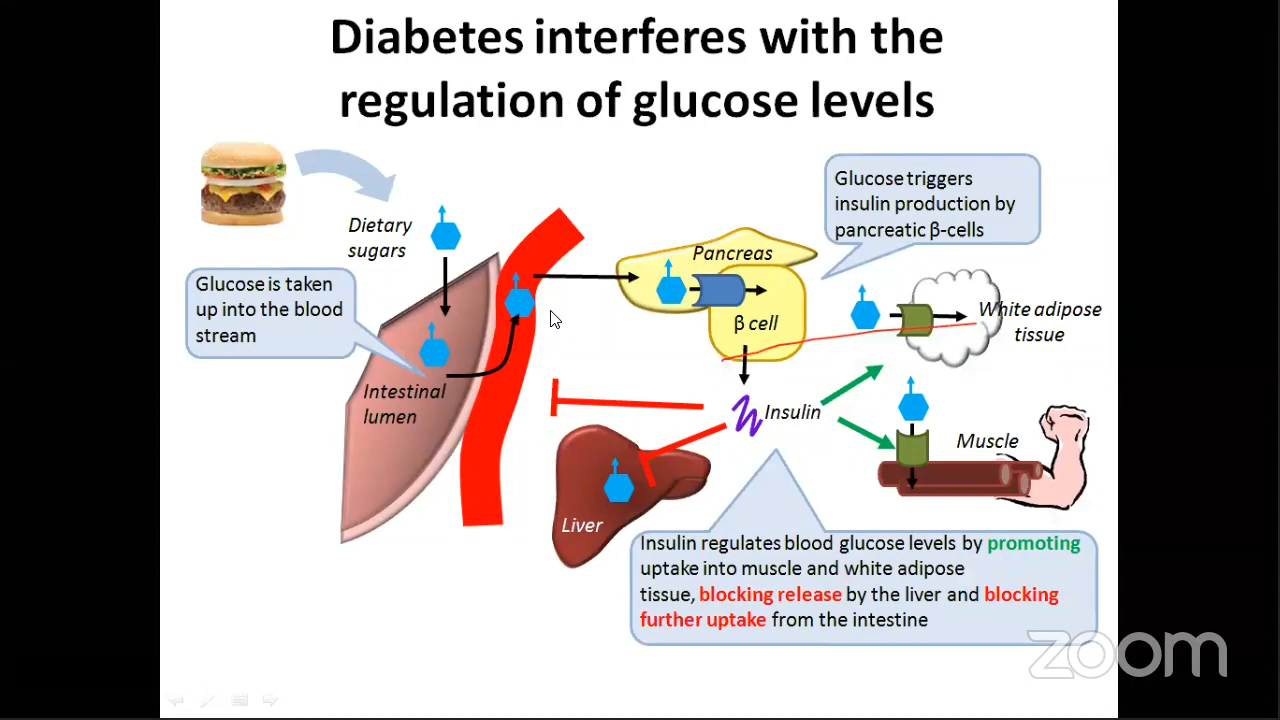 Diabetes interferes with the
regulation of glucose levels
Dietary
sugars
Glucose is taken
up into the blood
stream
Intestinal
lumen
Pancreas
β cell
Glucose triggers
insulin production by
pancreatic β-cells
White adipose
tissue
Insulin
Muscle
Liver
Insulin regulates blood glucose levels by promoting
uptake into muscle and white adipose
tissue, blocking release by the liver and blocking
further uptake from the intestine
zoom